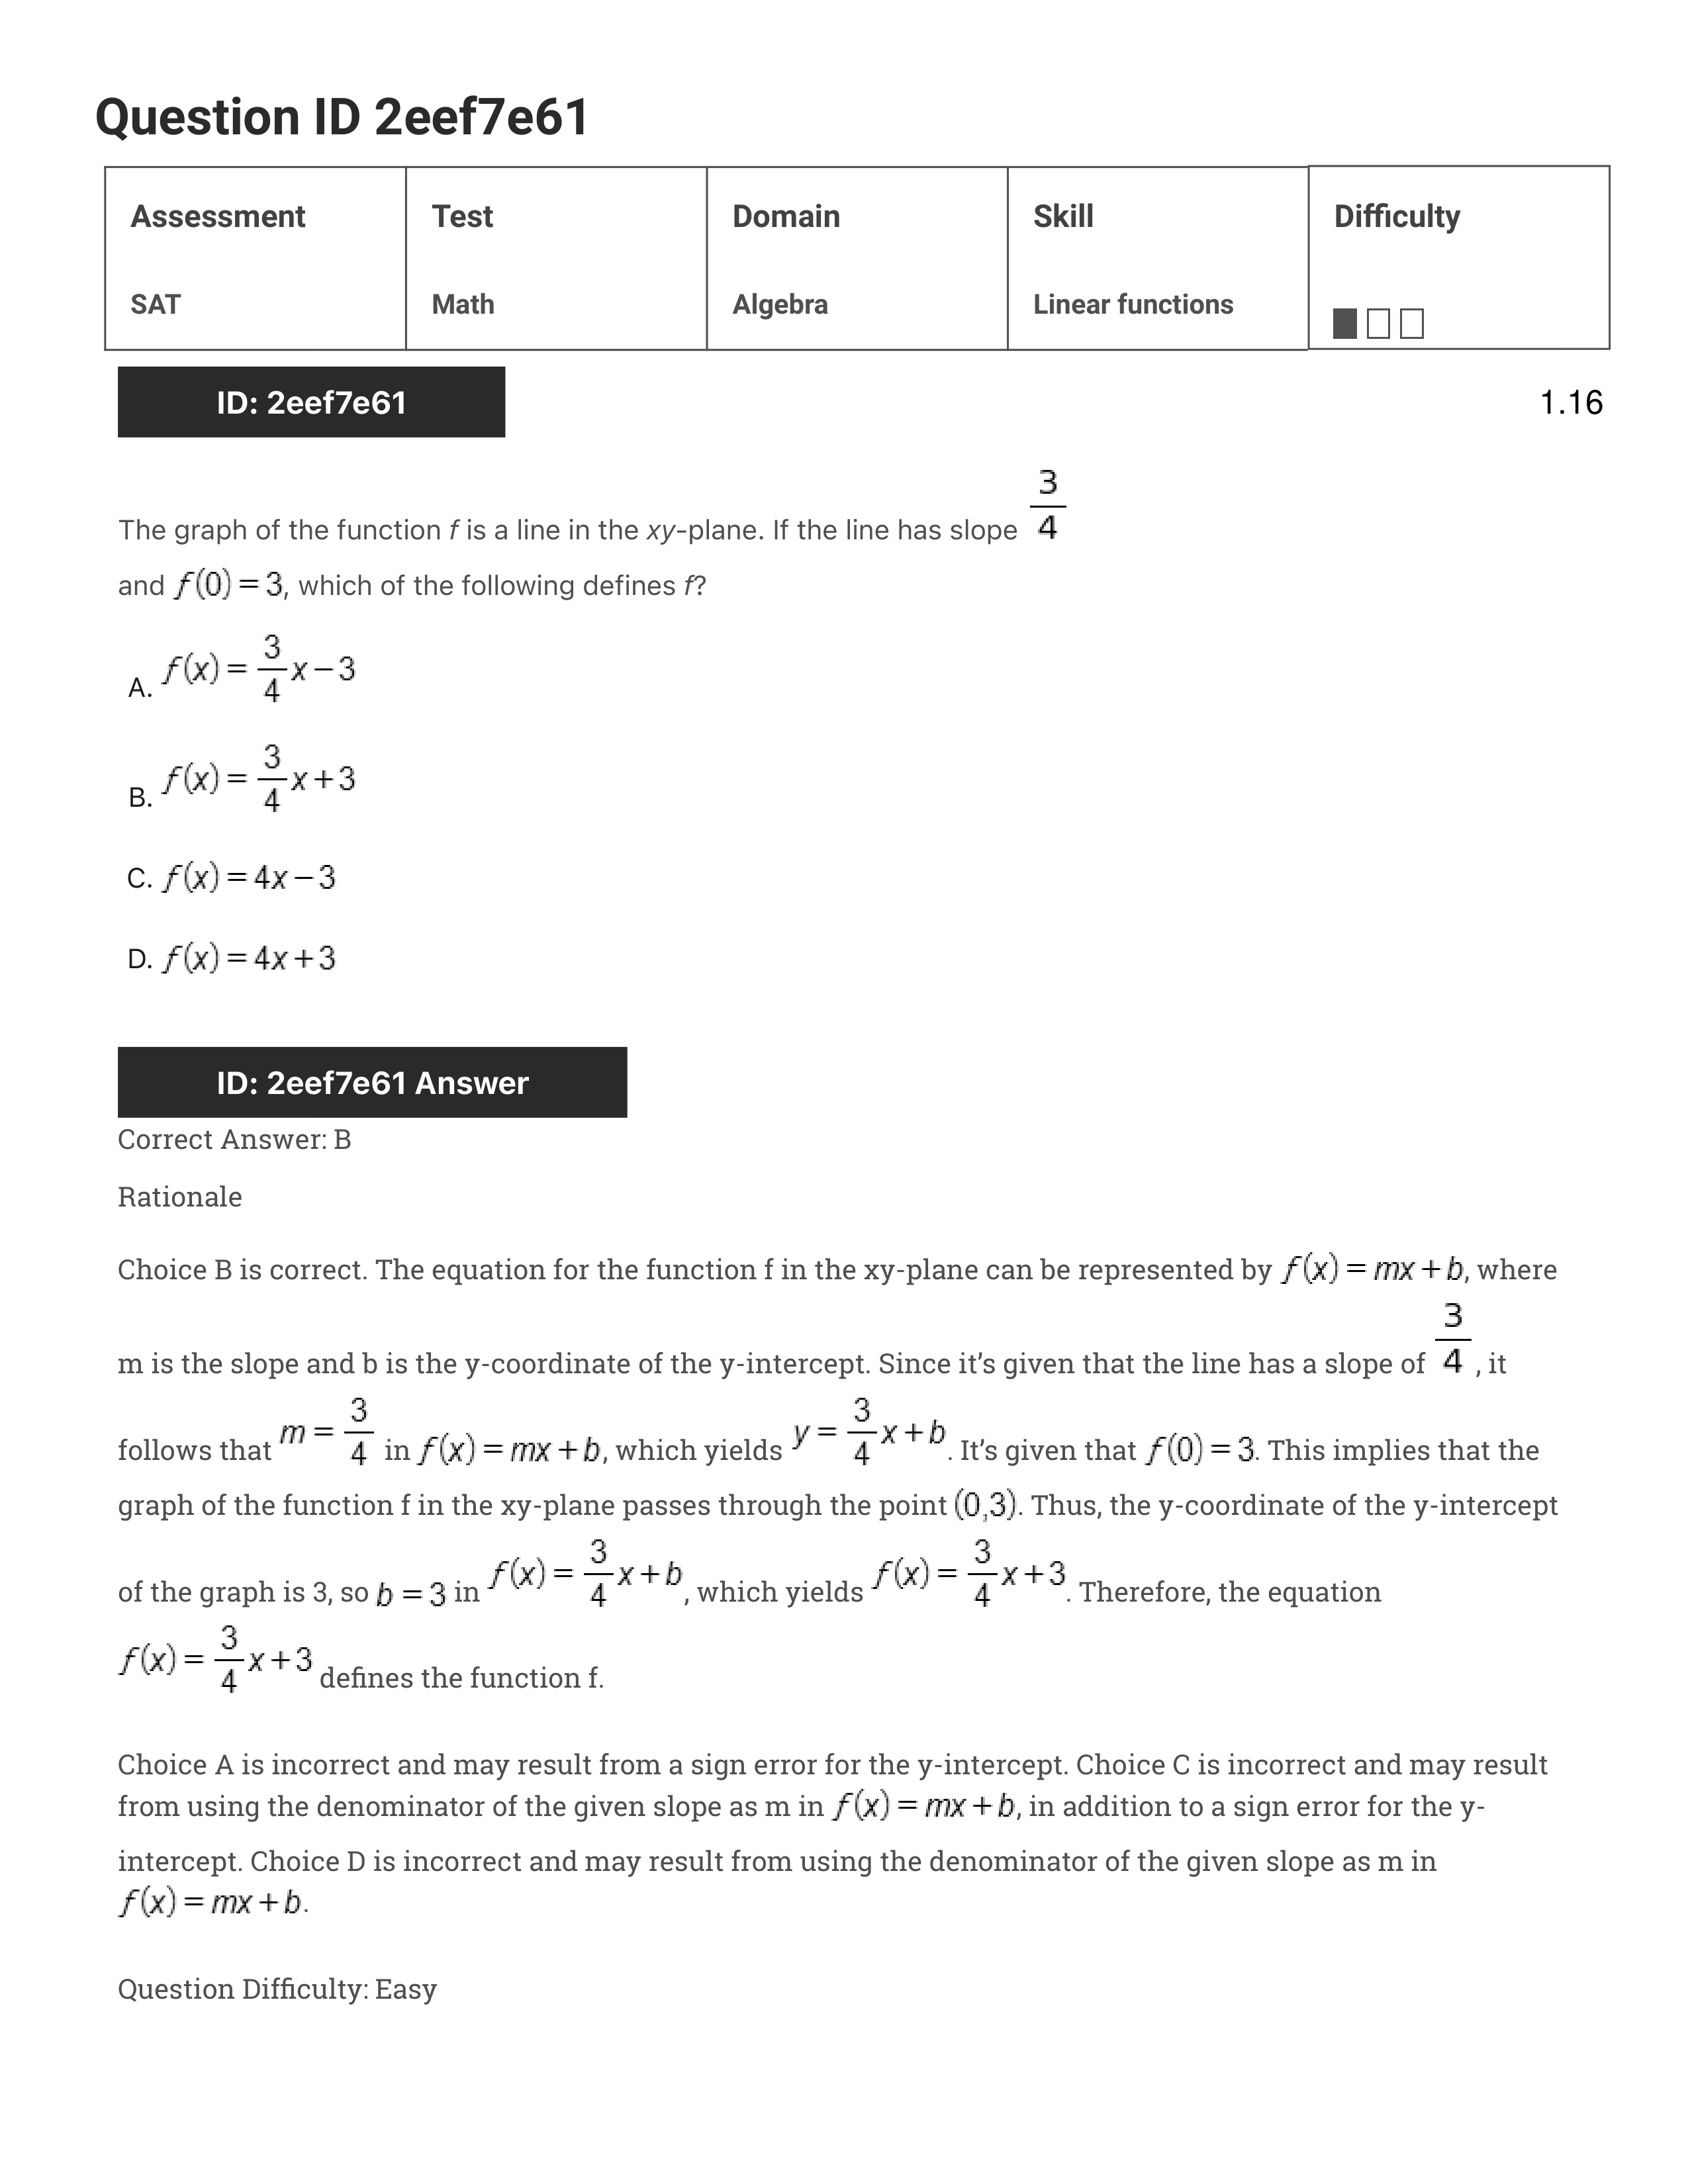 Question ID 2eef7e61
Assessment Test Domain Skill Difficulty
SAT Math Algebra Linear functions
ID: 2eef7e61 1.16
The graph of the function f is a line in the xy-plane. If the line has slope 3/4
and f(0) = 3, which of the following defines f?
A. f(x) = 3/4 x − 3
B. f(x) = 3/4 x + 3
C. f(x) = 4x − 3
D. f(x) = 4x + 3
ID: 2eef7e61 Answer
Correct Answer: B
Rationale
Choice B is correct. The equation for the function f in the xy-plane can be represented by f(x) = mx + b, where
m is the slope and b is the y-coordinate of the y-intercept. Since it’s given that the line has a slope of 3/4 , it
follows that m = 3/4 in f(x) = mx + b, which yields y = 3/4 x + b. It’s given that f(0) = 3. This implies that the
graph of the function f in the xy-plane passes through the point (0,3). Thus, the y-coordinate of the y-intercept
of the graph is 3, so b = 3 in f(x) = 3/4 x + b, which yields f(x) = 3/4 x + 3. Therefore, the equation
f(x) = 3/4 x + 3 defines the function f.
Choice A is incorrect and may result from a sign error for the y-intercept. Choice C is incorrect and may result
from using the denominator of the given slope as m in f(x) = mx + b, in addition to a sign error for the y-
intercept. Choice D is incorrect and may result from using the denominator of the given slope as m in
f(x) = mx + b.
Question Difficulty: Easy